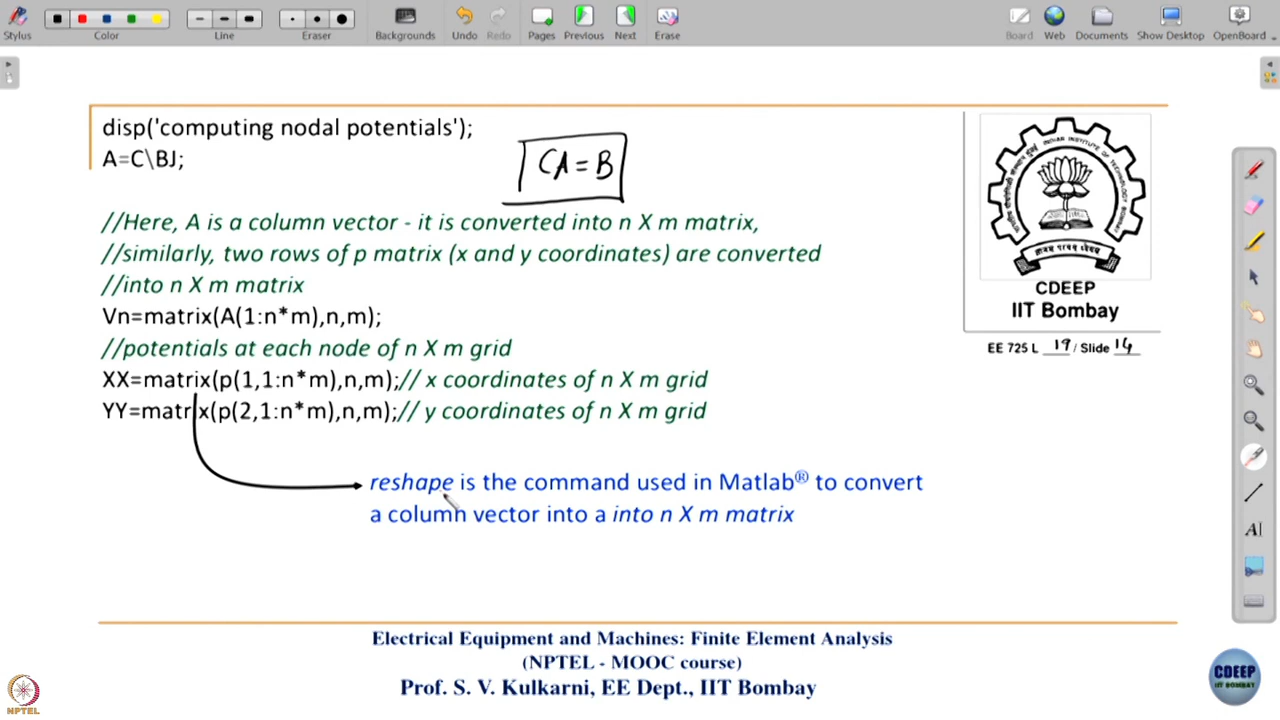 Stylus
Color
Line
Eraser
Backgrounds
Undo
Redo
Pages
Previous
Next
Erase
Board
Web
Documents
Show Desktop
OpenBoard
disp('computing nodal potentials');
A=C\BJ;
CA = B
//Here, A is a column vector - it is converted into n X m matrix,
//similarly, two rows of p matrix (x and y coordinates) are converted
//into n X m matrix
Vn=matrix(A(1:n*m),n,m);
//potentials at each node of n X m grid
XX=matrix(p(1,1:n*m),n,m);// x coordinates of n X m grid
YY=matrix(p(2,1:n*m),n,m);// y coordinates of n X m grid
reshape is the command used in Matlab® to convert
a column vector into a into n X m matrix
CDEEP
IIT Bombay
EE 725 L 19 / Slide 14
Electrical Equipment and Machines: Finite Element Analysis
(NPTEL - MOOC course)
Prof. S. V. Kulkarni, EE Dept., IIT Bombay
NPTEL
CDEEP
IIT BOMBAY